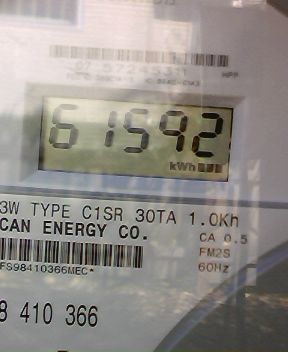 61592
kWh
3W TYPE C1SR 30TA 1.0Kh
CAN ENERGY CO.
CA 0.5
FM2S
60Hz
FS98410366MEC*
8 410 366